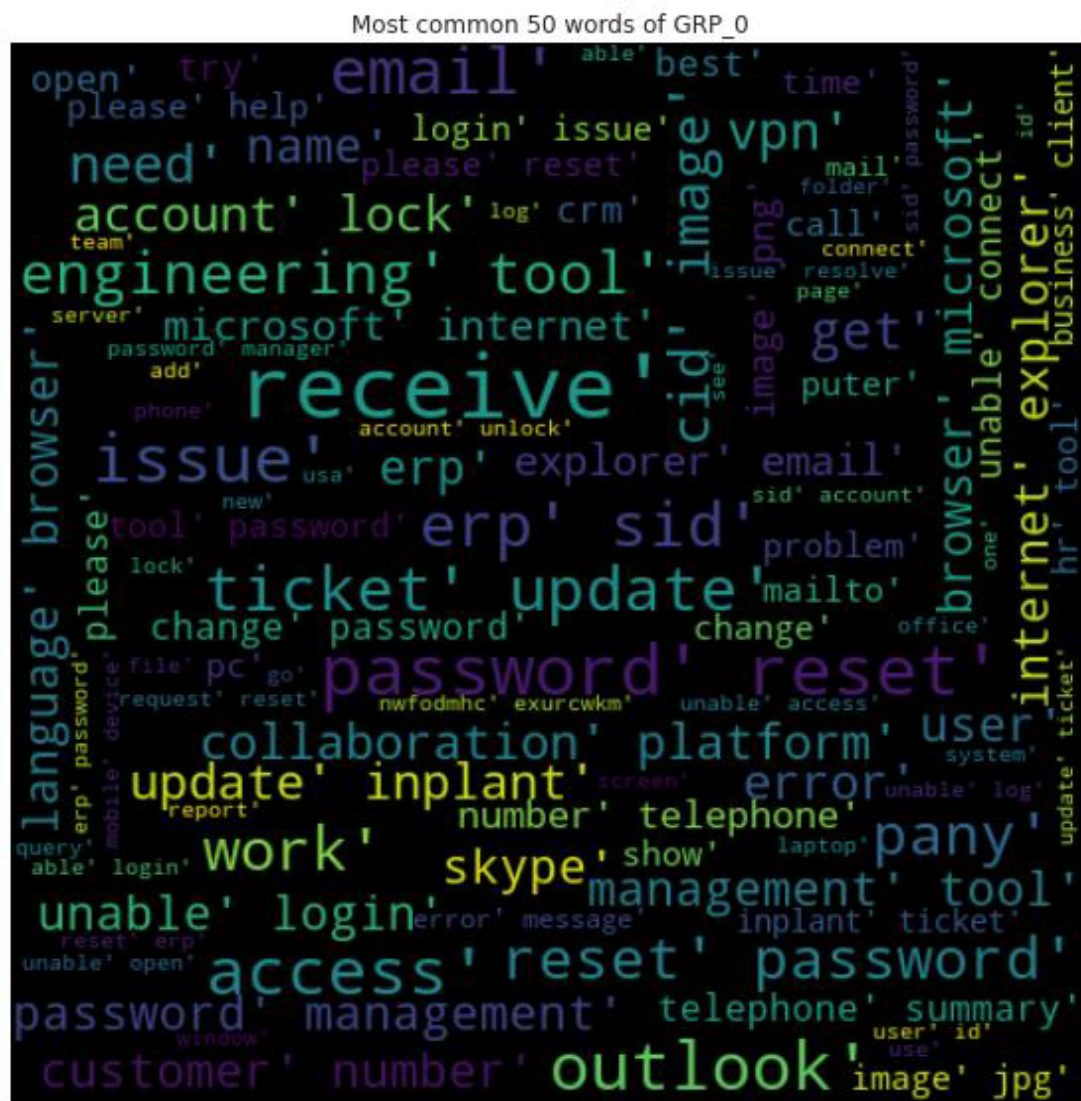 Most common 50 words of GRP_0
open'
try'
email'
able'
best'
time'
password'
please' help'
need'
name'
login' issue'
please' reset'
image'
vpn'
mail'
folder'
sid'
microsoft'
id'
client'
account' lock'
log'
crm'
png'
call'
connect'
team'
engineering' tool'
issue' resolve'
page'
connect'
explorer'
business'
server'
microsoft' internet'
password' manager'
image'
get'
add'
receive'
cid'
see'
puter'
unable'
phone'
account' unlock'
browser'
issue'
usa'
erp'
explorer' email'
tool'
hr'
new'
sid' account'
tool' password'
erp' sid'
problem'
browser'
one'
internet'
please'
lock'
ticket' update'
mailto'
change' password'
change'
office'
language'
file'
pc'
go'
password' reset'
ticket'
password'
device'
request' reset'
nwfodmhc' exurcwkm'
unable' access'
user'
collaboration' platform'
system'
erp'
mobile'
update' inplant'
screen'
error'
unable' log'
update'
report'
number' telephone'
query'
work'
show'
laptop'
pany'
able' login'
skype'
management' tool'
unable' login'
error' message'
inplant' ticket'
reset' erp'
unable' open'
access'
reset' password'
password' management'
telephone' summary'
window'
user' id'
use'
customer' number'
outlook'
image' jpg'